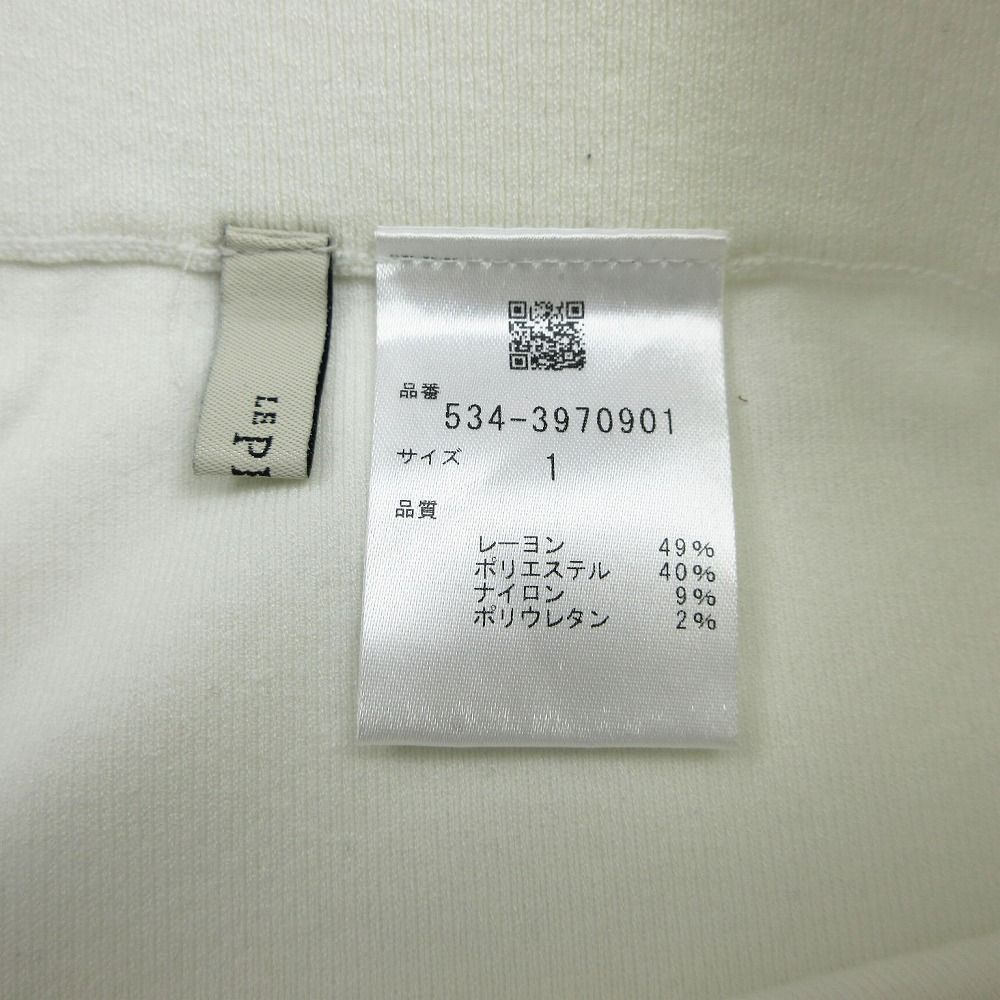 LE
品番
534-3970901
サイズ 1
品質
レーヨン 49%
ポリエステル 40%
ナイロン 9%
ポリウレタン 2%